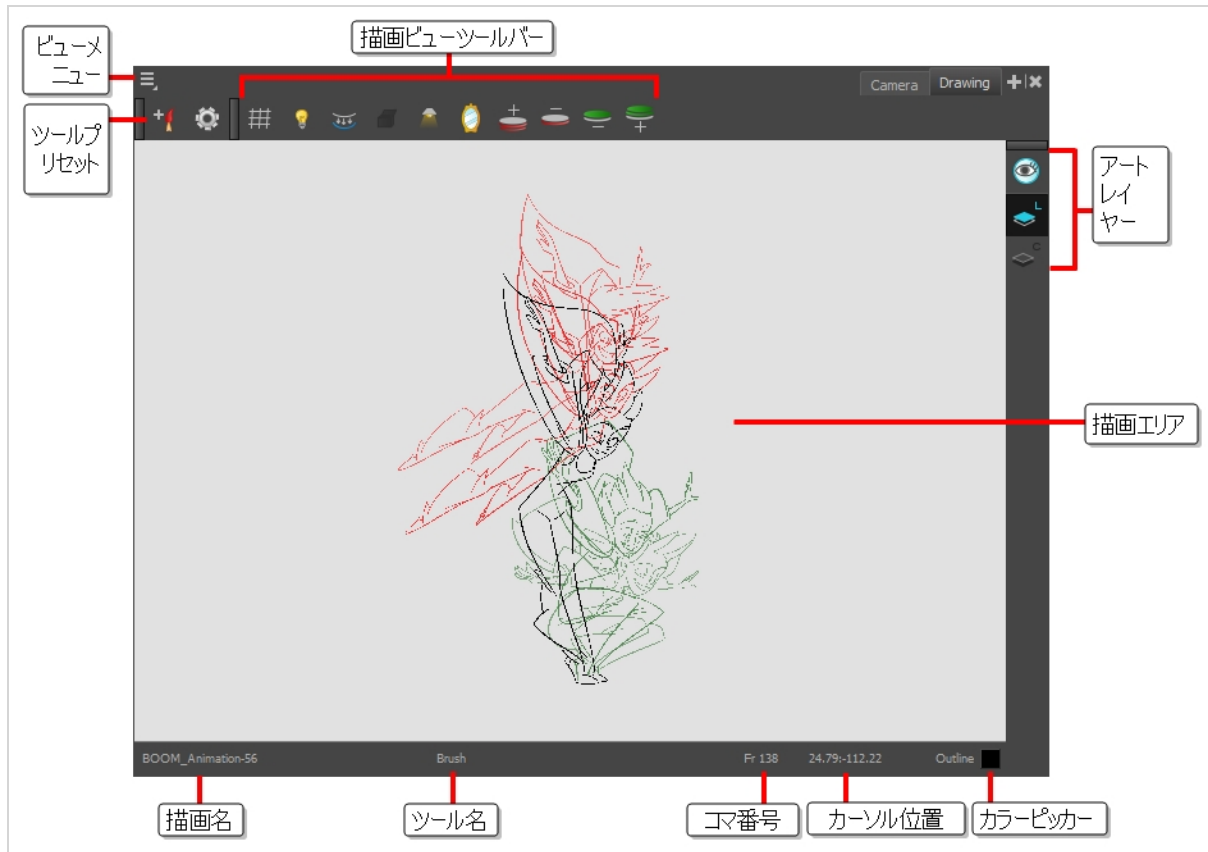 描画ビューツールバー
ビューメ
ニュー
Camera
Drawing
ツールプ
リセット
アート
レイ
ヤー
L
C
描画エリア
BOOM_Animation-56
Brush
Fr 138
24.79:-112.22
Outline
描画名
ツール名
コマ番号
カーソル位置
カラーピッカー